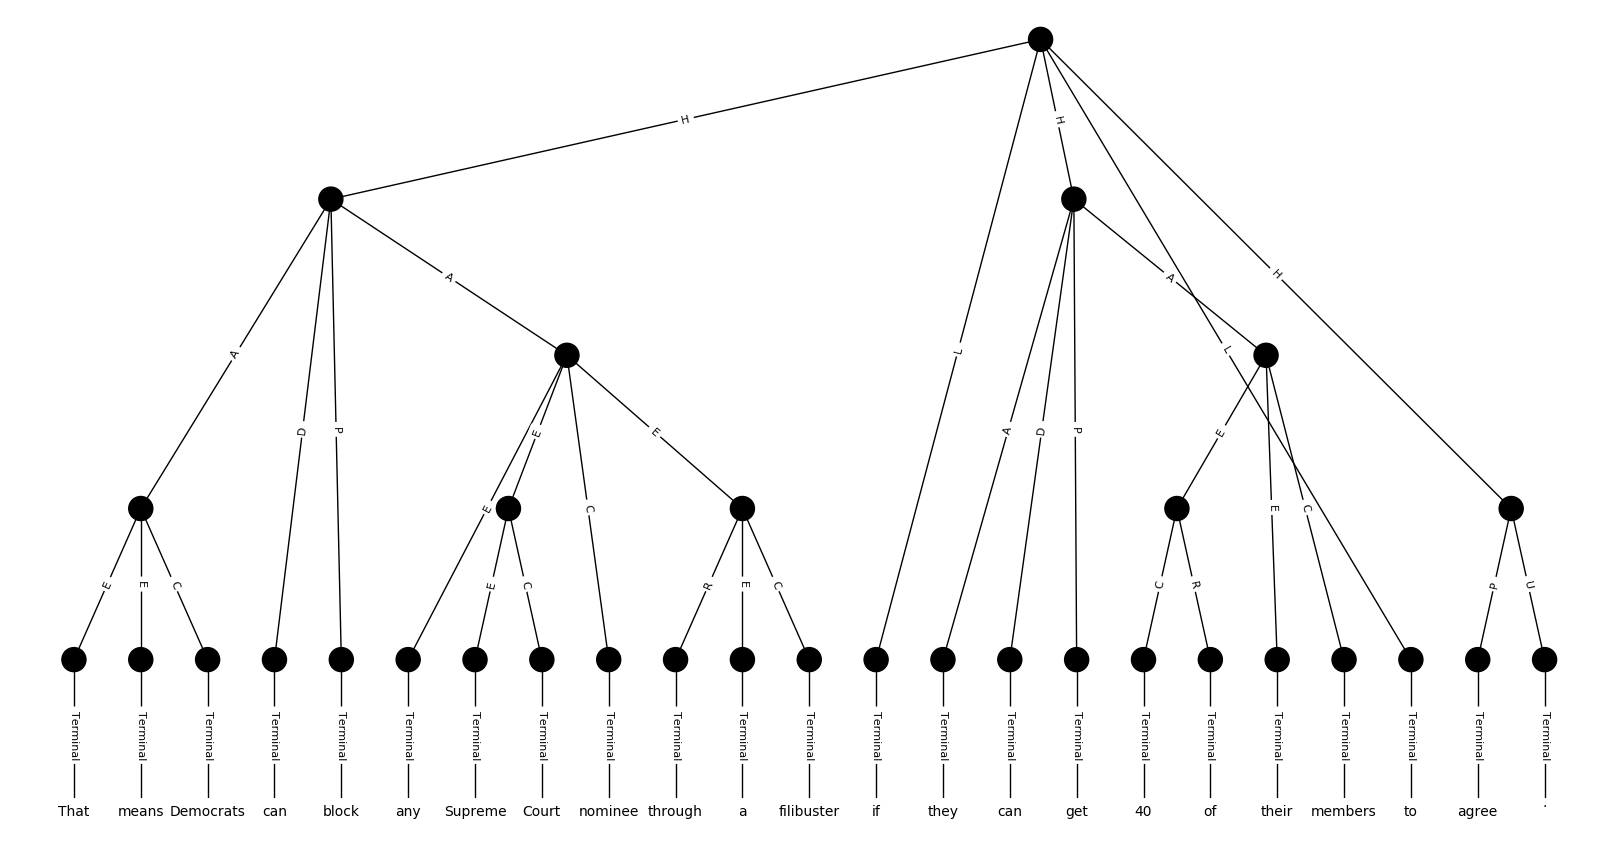 H
H
A
A
H
L
A
L
A
D
P
E
E
A
D
P
E
E
C
E
C
E
E
C
E
C
R
E
C
C
R
P
U
Terminal Terminal Terminal Terminal Terminal Terminal Terminal Terminal Terminal Terminal Terminal Terminal Terminal Terminal Terminal Terminal Terminal Terminal Terminal Terminal Terminal Terminal Terminal
That means Democrats can block any Supreme Court nominee through a filibuster if they can get 40 of their members to agree .